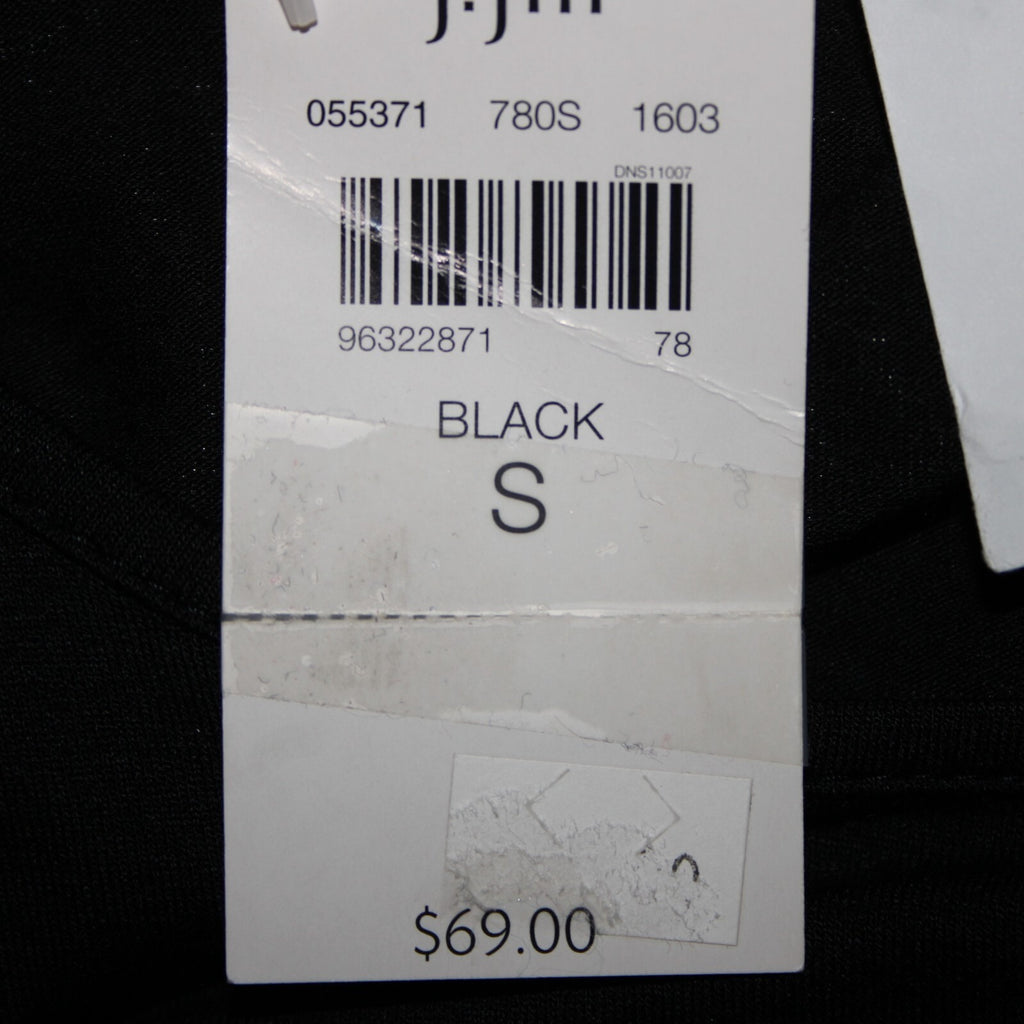 055371 780S 1603
DNS11007
96322871 78
BLACK
S
$69.00